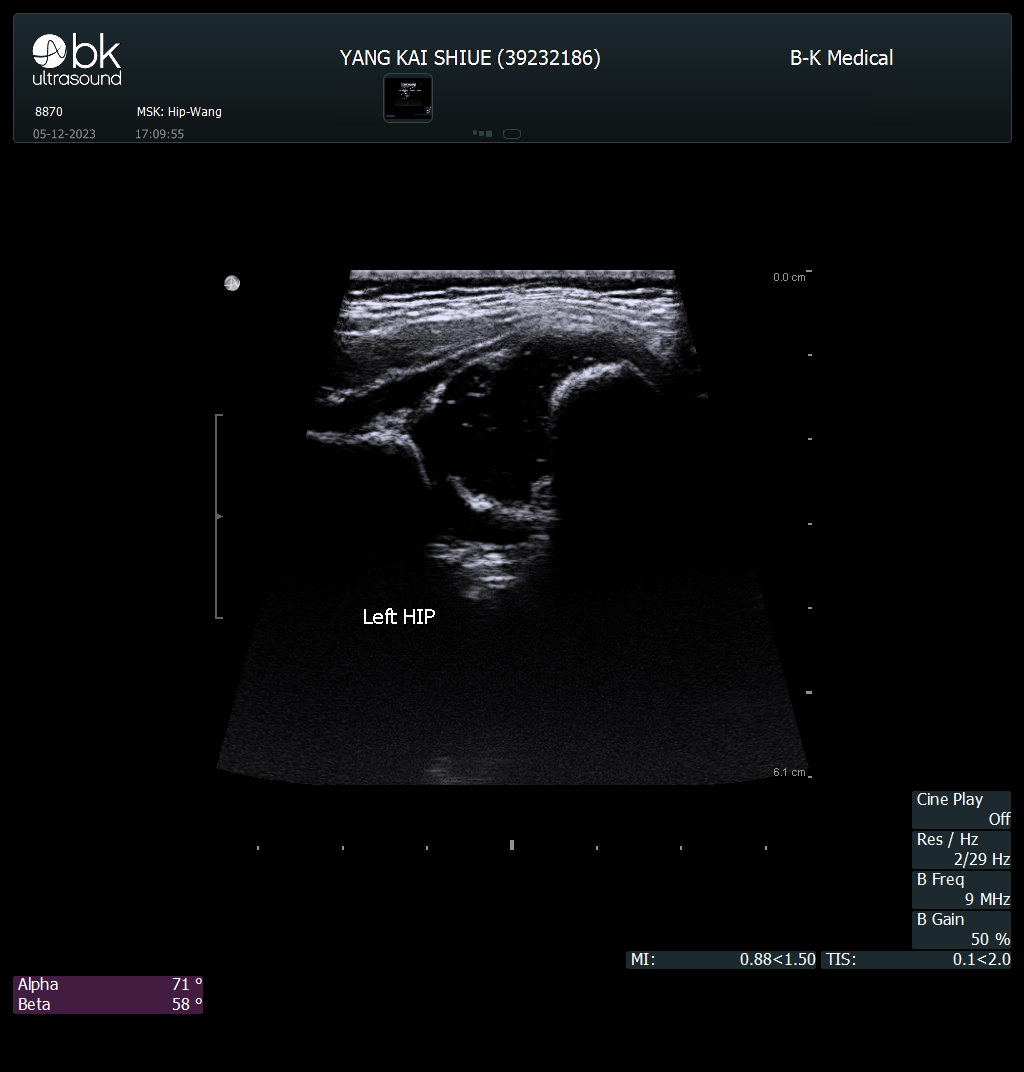 bk
ultrasound
YANG KAI SHIUE (39232186)
B-K Medical
8870
MSK: Hip-Wang
05-12-2023
17:09:55
0.0 cm
Left HIP
6.1 cm
Cine Play
Off
Res / Hz
2/29 Hz
B Freq
9 MHz
B Gain
50 %
MI: 0.88<1.50
TIS: 0.1<2.0
Alpha 71 °
Beta 58 °